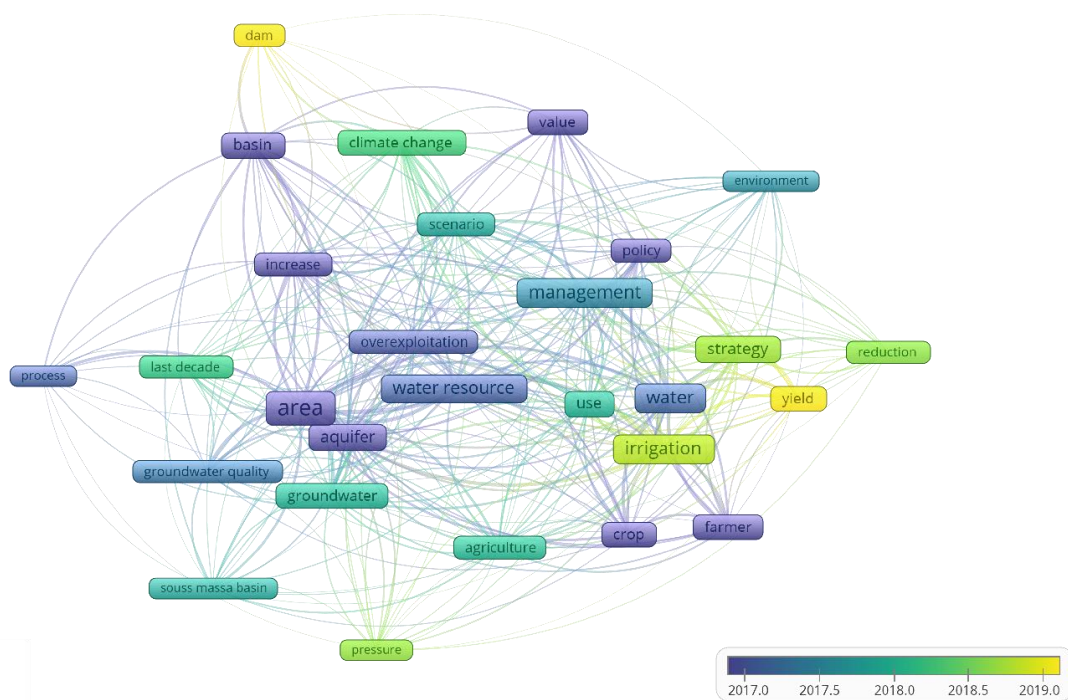 dam
value
basin
climate change
environment
scenario
policy
increase
management
overexploitation
strategy
reduction
last decade
process
water resource
water
yield
use
area
aquifer
irrigation
groundwater quality
groundwater
farmer
crop
agriculture
souss massa basin
pressure
2017.0 2017.5 2018.0 2018.5 2019.0